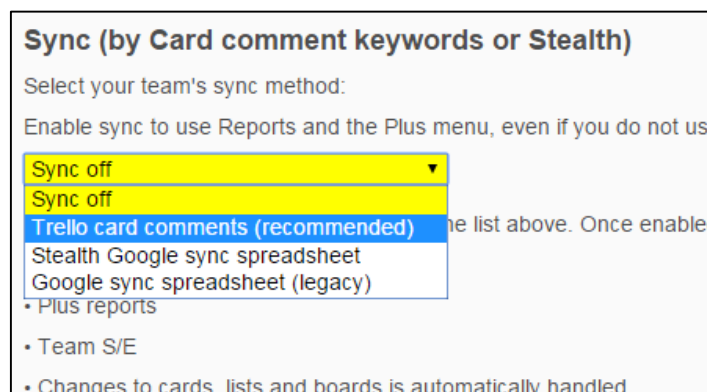 Sync (by Card comment keywords or Stealth)
Select your team's sync method:
Enable sync to use Reports and the Plus menu, even if you do not us
Sync off
Sync off
Trello card comments (recommended)
list above. Once enable
Stealth Google sync spreadsheet
Google sync spreadsheet (legacy)
• Plus reports
• Team S/E
• Changes to cards, lists and boards is automatically handled